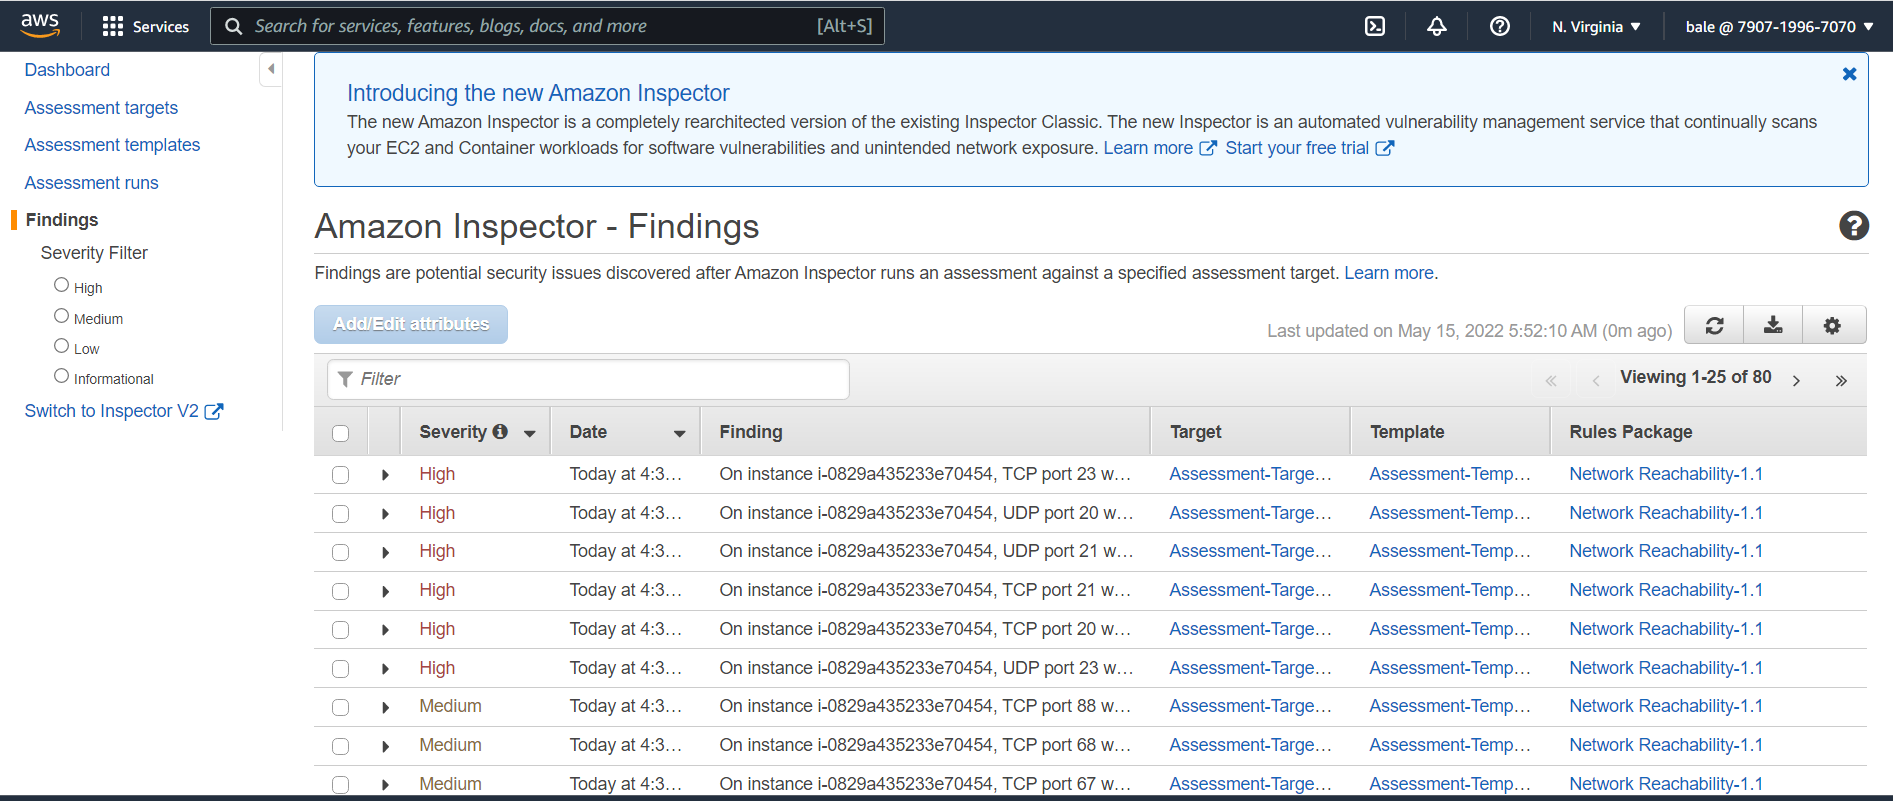 aws Services Search for services, features, blogs, docs, and more [Alt+S] N. Virginia bale @ 7907-1996-7070
Dashboard
Assessment targets
Assessment templates
Assessment runs
Findings
Severity Filter
High
Medium
Low
Informational
Switch to Inspector V2
Introducing the new Amazon Inspector
The new Amazon Inspector is a completely rearchitected version of the existing Inspector Classic. The new Inspector is an automated vulnerability management service that continually scans
your EC2 and Container workloads for software vulnerabilities and unintended network exposure. Learn more Start your free trial
Amazon Inspector - Findings
Findings are potential security issues discovered after Amazon Inspector runs an assessment against a specified assessment target. Learn more.
Add/Edit attributes
Last updated on May 15, 2022 5:52:10 AM (0m ago)
Filter
Viewing 1-25 of 80
Severity Date Finding Target Template Rules Package
High Today at 4:3… On instance i-0829a435233e70454, TCP port 23 w… Assessment-Targe… Assessment-Temp… Network Reachability-1.1
High Today at 4:3… On instance i-0829a435233e70454, UDP port 20 w… Assessment-Targe… Assessment-Temp… Network Reachability-1.1
High Today at 4:3… On instance i-0829a435233e70454, UDP port 21 w… Assessment-Targe… Assessment-Temp… Network Reachability-1.1
High Today at 4:3… On instance i-0829a435233e70454, TCP port 21 w… Assessment-Targe… Assessment-Temp… Network Reachability-1.1
High Today at 4:3… On instance i-0829a435233e70454, TCP port 20 w… Assessment-Targe… Assessment-Temp… Network Reachability-1.1
High Today at 4:3… On instance i-0829a435233e70454, UDP port 23 w… Assessment-Targe… Assessment-Temp… Network Reachability-1.1
Medium Today at 4:3… On instance i-0829a435233e70454, TCP port 88 w… Assessment-Targe… Assessment-Temp… Network Reachability-1.1
Medium Today at 4:3… On instance i-0829a435233e70454, TCP port 68 w… Assessment-Targe… Assessment-Temp… Network Reachability-1.1
Medium Today at 4:3… On instance i-0829a435233e70454, TCP port 67 w… Assessment-Targe… Assessment-Temp… Network Reachability-1.1